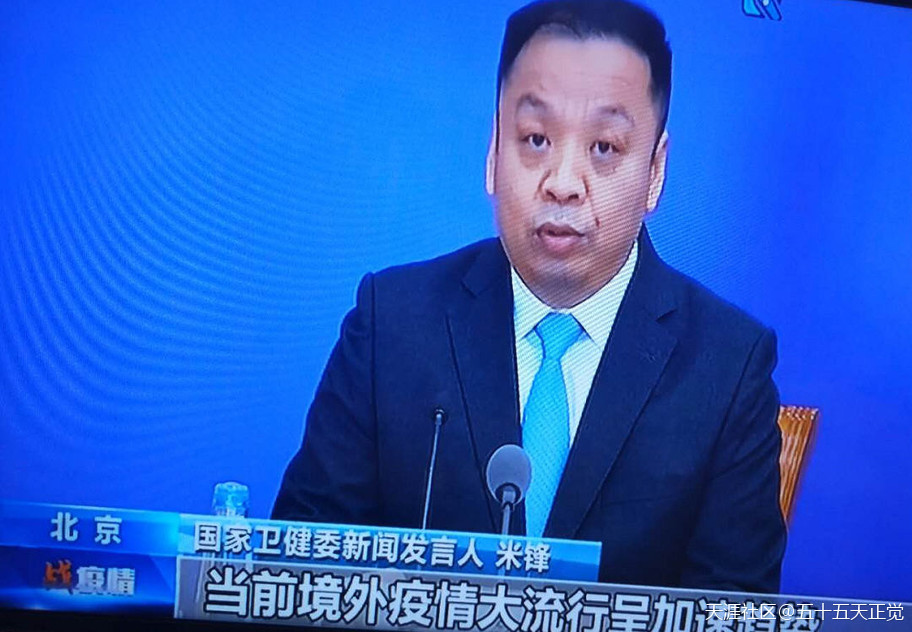 北京
国家卫健委新闻发言人 米锋
战疫情
当前境外疫情大流行呈加速趋势
天涯社区@五十五天正觉